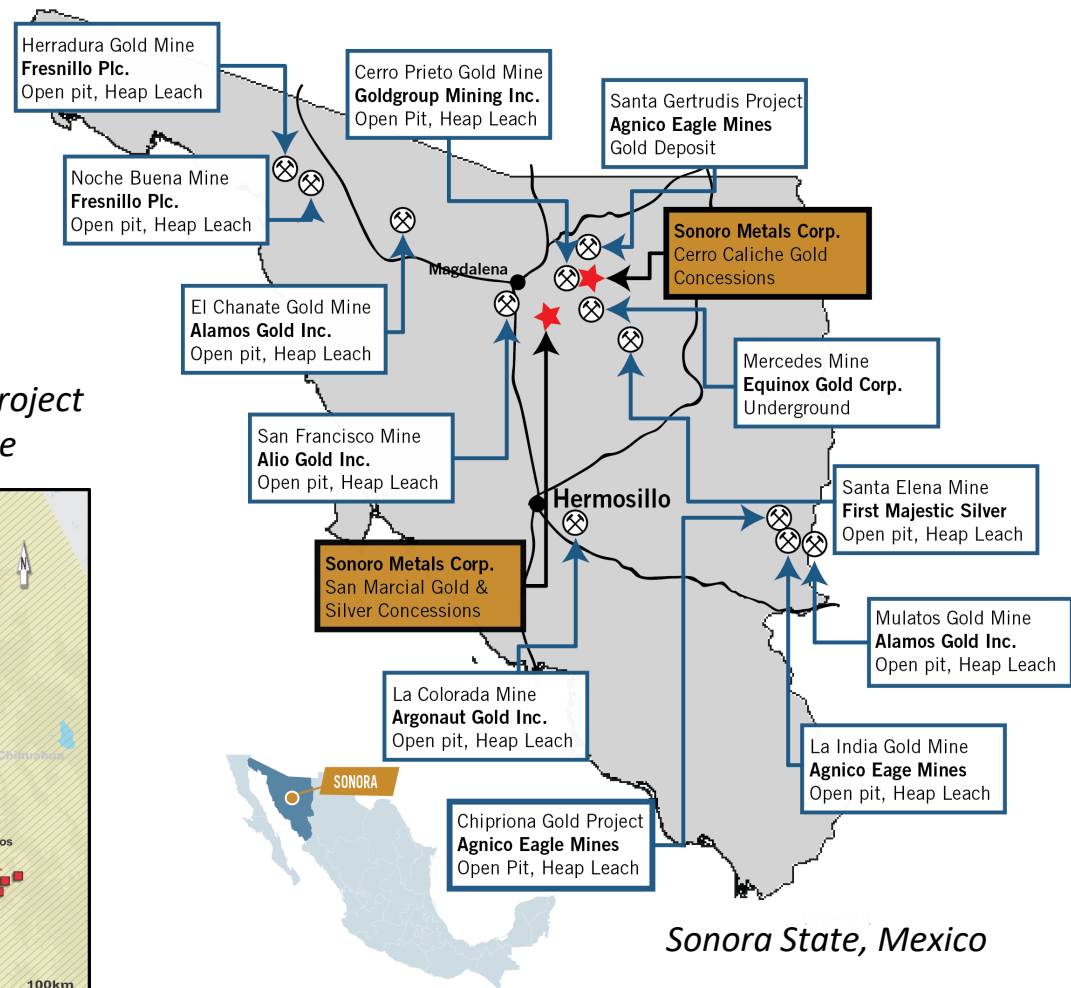 Herradura Gold Mine
Fresnillo Plc.
Open pit, Heap Leach
Cerro Prieto Gold Mine
Goldgroup Mining Inc.
Open Pit, Heap Leach
Santa Gertrudis Project
Agnico Eagle Mines
Gold Deposit
Noche Buena Mine
Fresnillo Plc.
Open pit, Heap Leach
Sonoro Metals Corp.
Cerro Caliche Gold
Concessions
Magdalena
El Chanate Gold Mine
Alamos Gold Inc.
Open pit, Heap Leach
Mercedes Mine
Equinox Gold Corp.
Underground
roject
e
San Francisco Mine
Alio Gold Inc.
Open pit, Heap Leach
Hermosillo
Santa Elena Mine
First Majestic Silver
Open pit, Heap Leach
N
Sonoro Metals Corp.
San Marcial Gold &
Silver Concessions
Mulatos Gold Mine
Alamos Gold Inc.
Open pit, Heap Leach
La Colorada Mine
Argonaut Gold Inc.
Open pit, Heap Leach
La India Gold Mine
Agnico Eage Mines
Open pit, Heap Leach
Chihuahua
SONORA
Chipriona Gold Project
Agnico Eagle Mines
Open Pit, Heap Leach
os
Sonora State, Mexico
100km